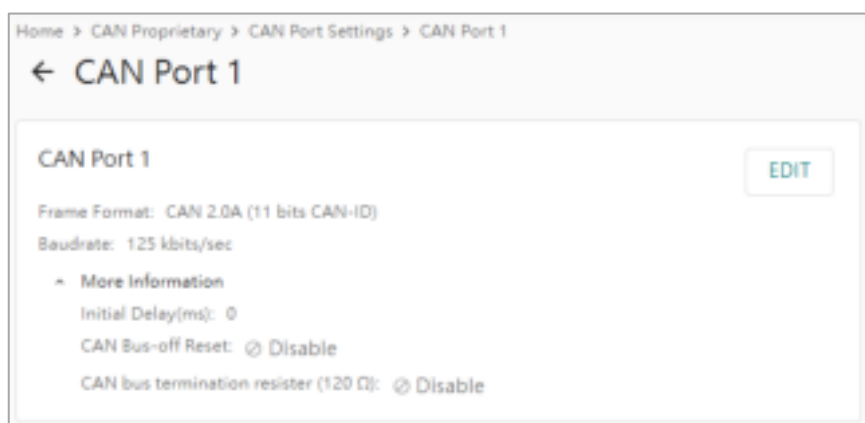 Home > CAN Proprietary > CAN Port Settings > CAN Port 1
← CAN Port 1
CAN Port 1
EDIT
Frame Format: CAN 2.0A (11 bits CAN-ID)
Baudrate: 125 kbits/sec
More Information
Initial Delay(ms): 0
CAN Bus-off Reset: Disable
CAN bus termination resister (120 Ω): Disable